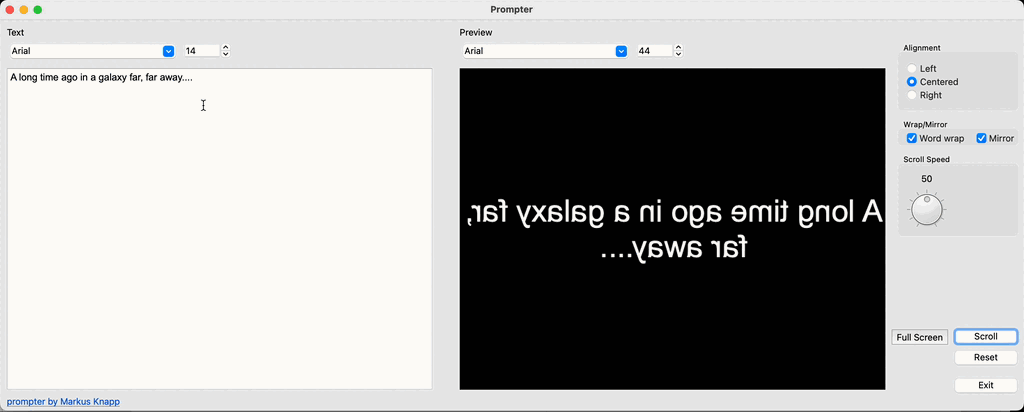 Prompter
Text
Arial 14
A long time ago in a galaxy far, far away....
prompter by Markus Knapp
Preview
Arial 44
A long time ago in a galaxy far,
far away....
Alignment
Left
Centered
Right
Wrap/Mirror
Word wrap Mirror
Scroll Speed
50
Full Screen Scroll
Reset
Exit